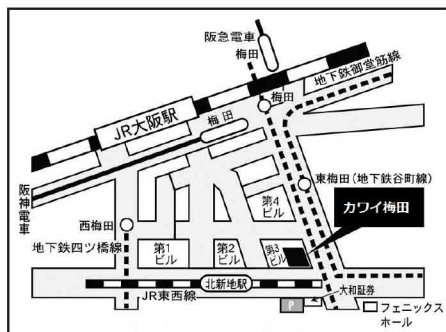 阪急電車
梅田
地下鉄御堂筋線
JR大阪駅
梅田
梅田
阪神電車
東梅田(地下鉄谷町線)
第4ビル
カワイ梅田
西梅田
地下鉄四ツ橋線
第1ビル
第2ビル
第3ビル
北新地駅
JR東西線
P
大和証券
フェニックス
ホール